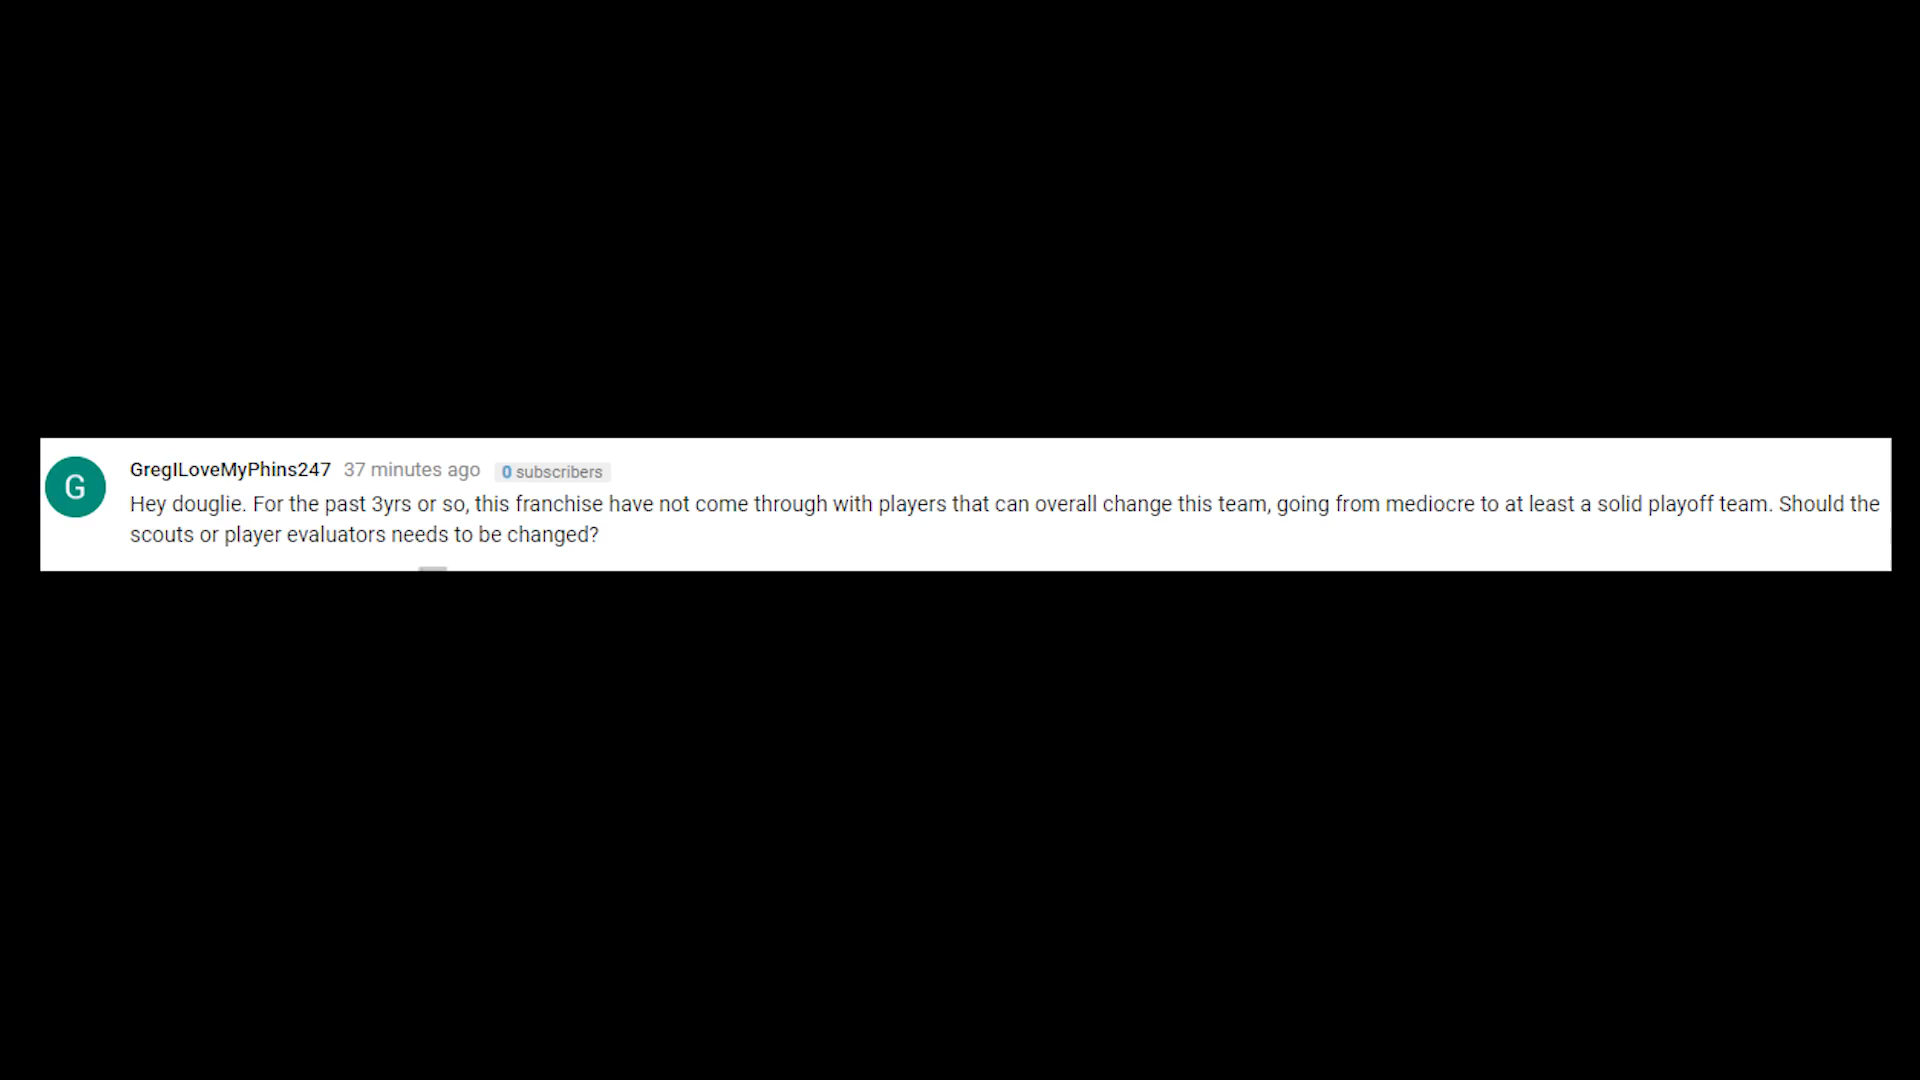 G
GregILoveMyPhins247 37 minutes ago 0 subscribers
Hey douglie. For the past 3yrs or so, this franchise have not come through with players that can overall change this team, going from mediocre to at least a solid playoff team. Should the
scouts or player evaluators needs to be changed?